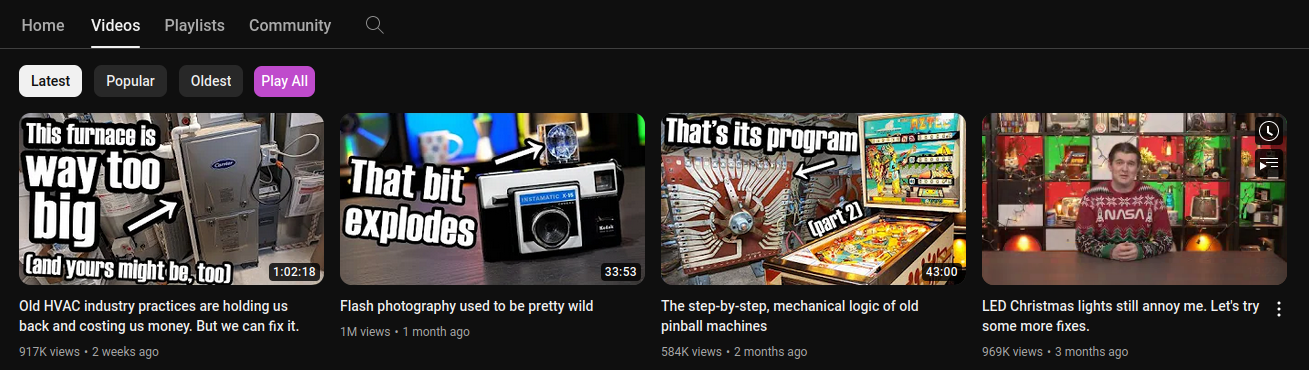 Home Videos Playlists Community
Latest Popular Oldest Play All
This furnace is
way too
big
(and yours might be, too)
Carrier
1:02:18
That bit
explodes
INSTAMATIC X-15
Kodak
33:53
That's its program
(part 2)
AZTEC
43:00
NASA
Old HVAC industry practices are holding us
back and costing us money. But we can fix it.
917K views • 2 weeks ago
Flash photography used to be pretty wild
1M views • 1 month ago
The step-by-step, mechanical logic of old
pinball machines
584K views • 2 months ago
LED Christmas lights still annoy me. Let's try
some more fixes.
969K views • 3 months ago